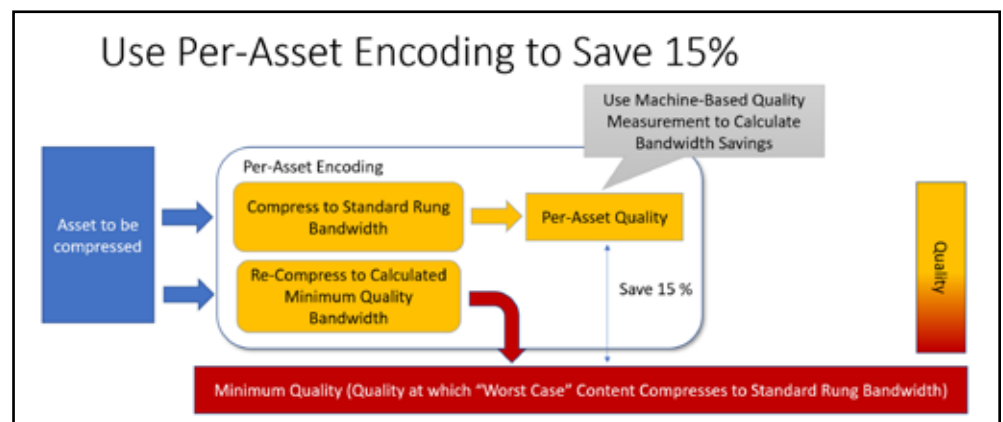 Use Per-Asset Encoding to Save 15%
Use Machine-Based Quality
Measurement to Calculate
Bandwidth Savings
Per-Asset Encoding
Asset to be
compressed
Compress to Standard Rung
Bandwidth
Per-Asset Quality
Re-Compress to Calculated
Minimum Quality
Bandwidth
Save 15 %
Quality
Minimum Quality (Quality at which “Worst Case” Content Compresses to Standard Rung Bandwidth)